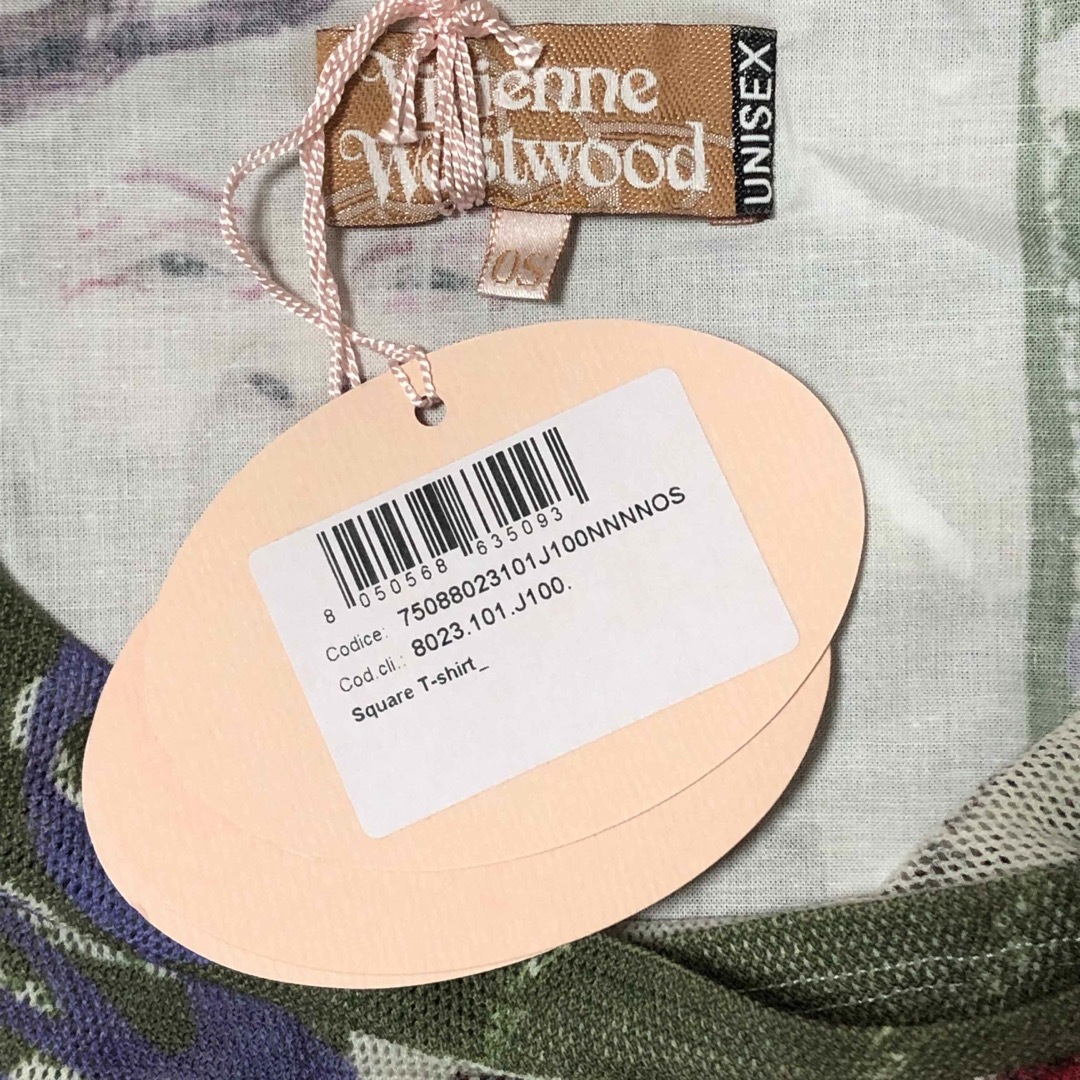 Vivienne
Westwood
UNISEX
OS
8 050568 635093
Codice: 75088023101J100NNNNOS
Cod.cli.: 8023.101.J100.
Square T-shirt_